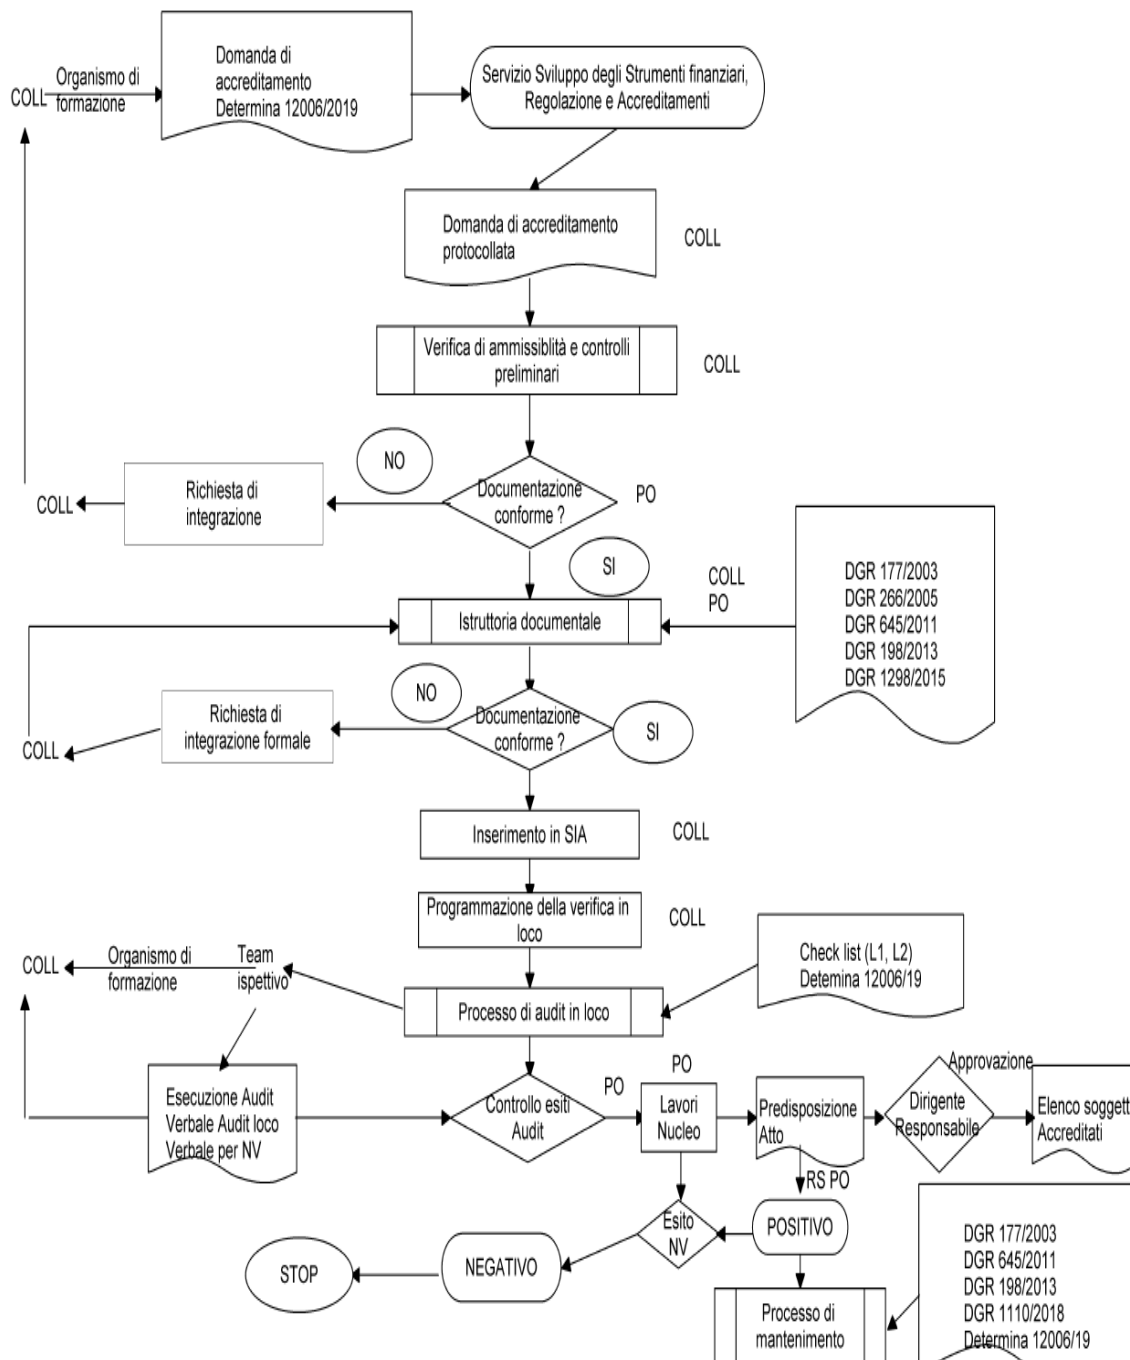 Domanda di
accreditamento
Determina 12006/2019
Organismo di
formazione
COLL
Servizio Sviluppo degli Strumenti finanziari,
Regolazione e Accreditamenti
Domanda di accreditamento
protocollata
COLL
Verifica di ammissiblità e controlli
preliminari
COLL
NO
Documentazione
conforme ?
PO
Richiesta di
integrazione
COLL
SI
COLL
PO
DGR 177/2003
DGR 266/2005
DGR 645/2011
DGR 198/2013
DGR 1298/2015
Istruttoria documentale
NO
Documentazione
conforme ?
SI
Richiesta di
integrazione formale
COLL
Inserimento in SIA
COLL
Programmazione della verifica in
loco
COLL
Check list (L1, L2)
Detemina 12006/19
COLL
Organismo di
formazione
Team
ispettivo
Processo di audit in loco
Esecuzione Audit
Verbale Audit loco
Verbale per NV
Controllo esiti
Audit
PO
PO
Lavori
Nucleo
Predisposizione
Atto
Approvazione
Dirigente
Responsabile
Elenco soggett
Accreditati
RS PO
Esito
NV
POSITIVO
NEGATIVO
STOP
Processo di
mantenimento
DGR 177/2003
DGR 645/2011
DGR 198/2013
DGR 1110/2018
Determina 12006/19